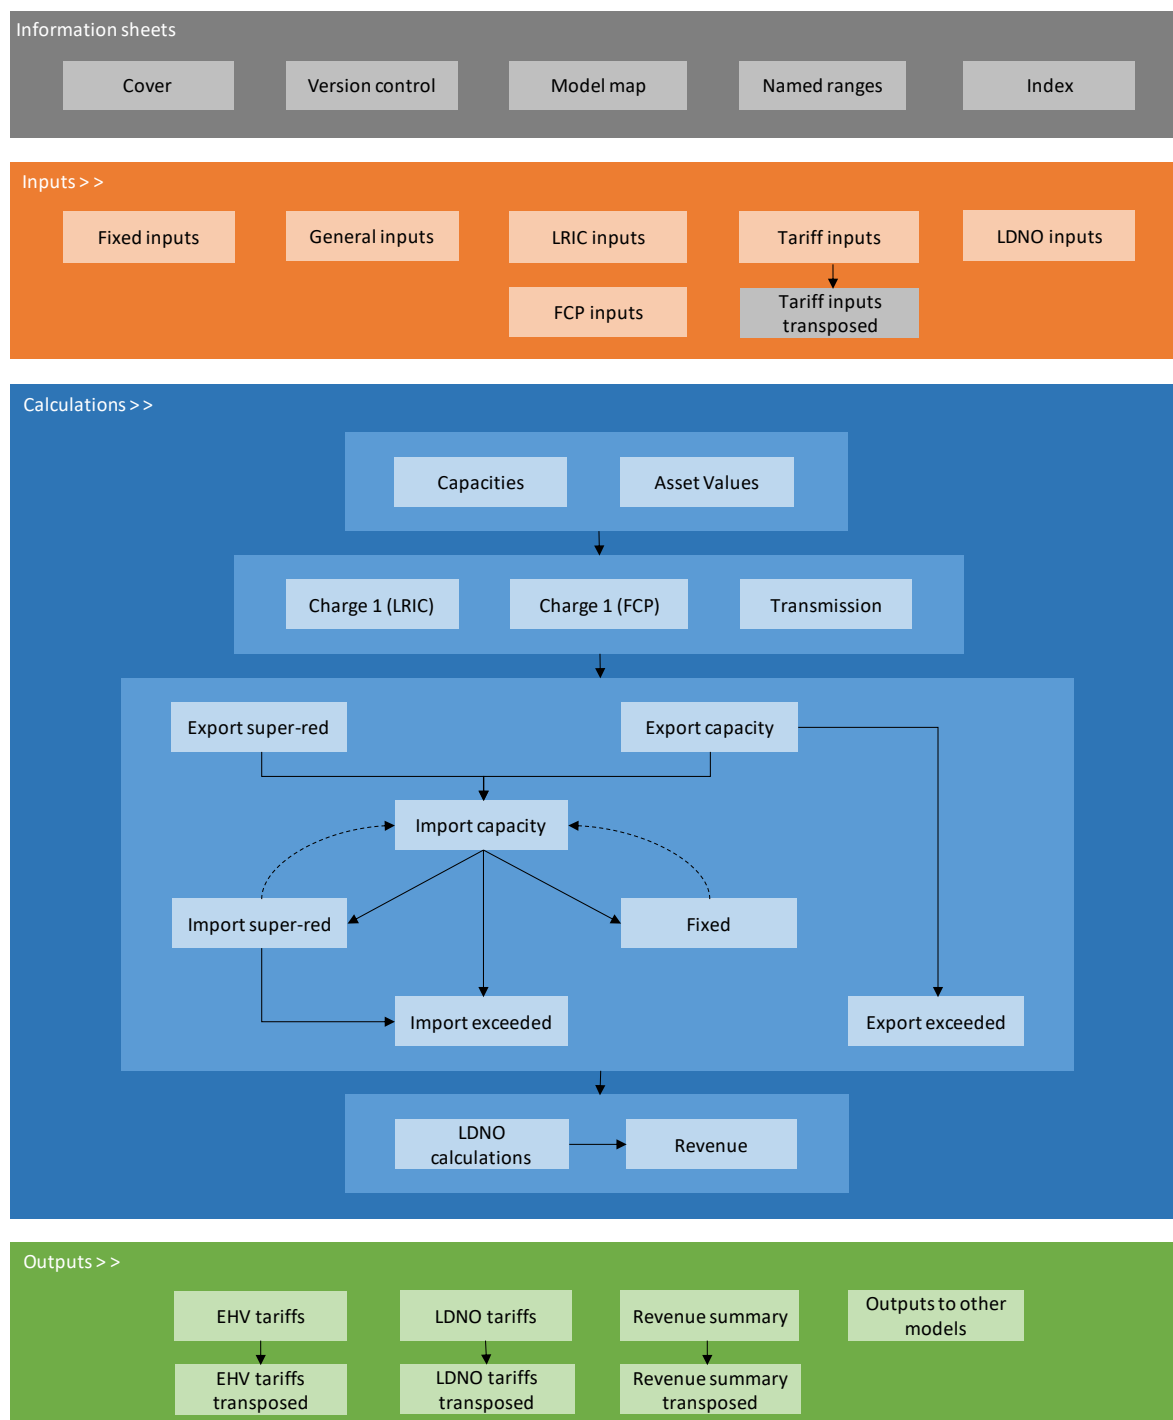 Information sheets
Cover
Version control
Model map
Named ranges
Index
Inputs > >
Fixed inputs
General inputs
LRIC inputs
Tariff inputs
LDNO inputs
FCP inputs
Tariff inputs
transposed
Calculations > >
Capacities
Asset Values
Charge 1 (LRIC)
Charge 1 (FCP)
Transmission
Export super-red
Export capacity
Import capacity
Import super-red
Fixed
Import exceeded
Export exceeded
LDNO
calculations
Revenue
Outputs > >
EHV tariffs
LDNO tariffs
Revenue summary
Outputs to other
models
EHV tariffs
transposed
LDNO tariffs
transposed
Revenue summary
transposed